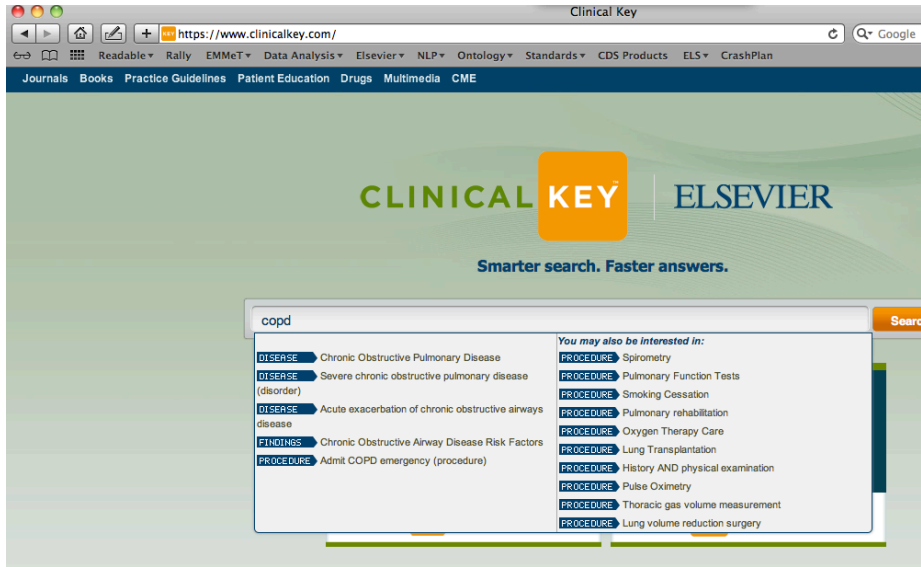 Clinical Key
https://www.clinicalkey.com/
Google
Readable Rally EMMeT Data Analysis Elsevier NLP Ontology Standards CDS Products ELS CrashPlan
Journals Books Practice Guidelines Patient Education Drugs Multimedia CME
CLINICAL KEY™ ELSEVIER
Smarter search. Faster answers.
copd
Searc
DISEASE Chronic Obstructive Pulmonary Disease
DISEASE Severe chronic obstructive pulmonary disease
(disorder)
DISEASE Acute exacerbation of chronic obstructive airways
disease
FINDINGS Chronic Obstructive Airway Disease Risk Factors
PROCEDURE Admit COPD emergency (procedure)
You may also be interested in:
PROCEDURE Spirometry
PROCEDURE Pulmonary Function Tests
PROCEDURE Smoking Cessation
PROCEDURE Pulmonary rehabilitation
PROCEDURE Oxygen Therapy Care
PROCEDURE Lung Transplantation
PROCEDURE History AND physical examination
PROCEDURE Pulse Oximetry
PROCEDURE Thoracic gas volume measurement
PROCEDURE Lung volume reduction surgery